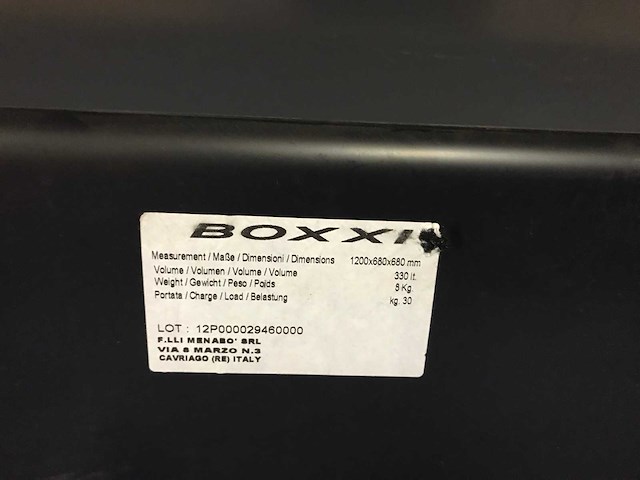 BOXXI
Measurement / Maße / Dimensioni / Dimensions 1200x680x680 mm
Volume / Volumen / Volume / Volume 330 lt.
Weight / Gewicht / Peso / Poids 8 Kg.
Portata / Charge / Load / Belastung kg. 30
LOT : 12P000029460000
F.LLI MENABO' SRL
VIA 8 MARZO N.3
CAVRIAGO (RE) ITALY